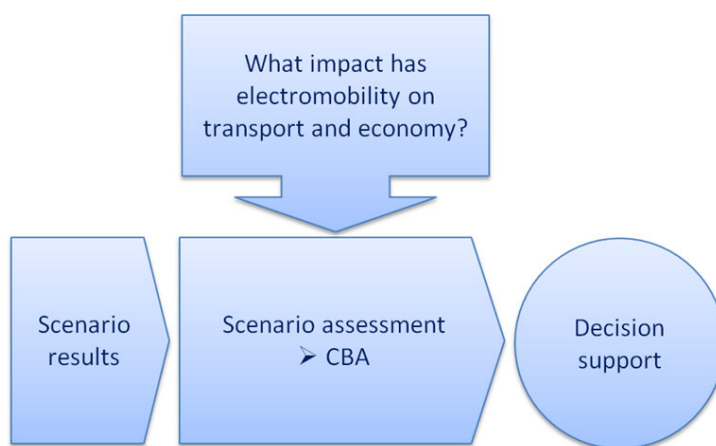 What impact has
electromobility on
transport and economy?
Scenario
results
Scenario assessment
➢ CBA
Decision
support